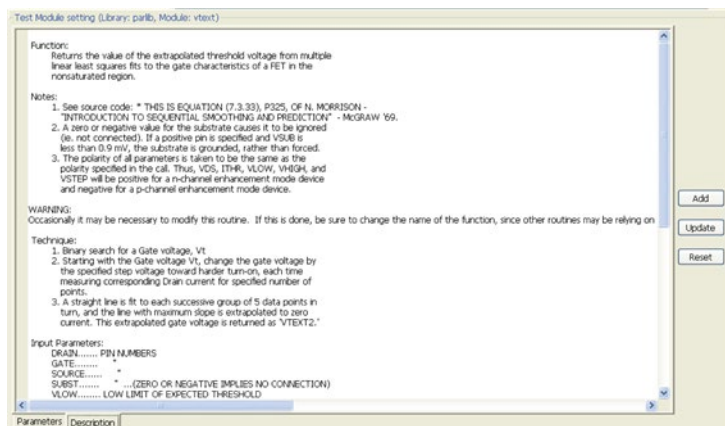 Test Module setting (Library: parlib, Module: vtext)
Function:
Returns the value of the extrapolated threshold voltage from multiple
linear least squares fits to the gate characteristics of a FET in the
nonsaturated region.
Notes:
1. See source code: * THIS IS EQUATION (7.3.33), P325, OF N. MORRISON -
"INTRODUCTION TO SEQUENTIAL SMOOTHING AND PREDICTION" - McGRAW '69.
2. A zero or negative value for the substrate causes it to be ignored
(ie. not connected). If a positive pin is specified and VSUB is
less than 0.9 mV, the substrate is grounded, rather than forced.
3. The polarity of all parameters is taken to be the same as the
polarity specified in the call. Thus, VDS, ITHR, VLOW, VHIGH, and
VSTEP will be positive for a n-channel enhancement mode device
and negative for a p-channel enhancement mode device.
WARNING:
Occasionally it may be necessary to modify this routine. If this is done, be sure to change the name of the function, since other routines may be relying on
Technique:
1. Binary search for a Gate voltage, Vt
2. Starting with the Gate voltage Vt, change the gate voltage by
the specified step voltage toward harder turn-on, each time
measuring corresponding Drain current for specified number of
points.
3. A straight line is fit to each successive group of 5 data points in
turn, and the line with maximum slope is extrapolated to zero
current. This extrapolated gate voltage is returned as 'VTEXT2.'
Input Parameters:
DRAIN....... PIN NUMBERS
GATE........ "
SOURCE...... "
SUBST....... " ...(ZERO OR NEGATIVE IMPLIES NO CONNECTION)
VLOW........ LOW LIMIT OF EXPECTED THRESHOLD
Add
Update
Reset
Parameters Description